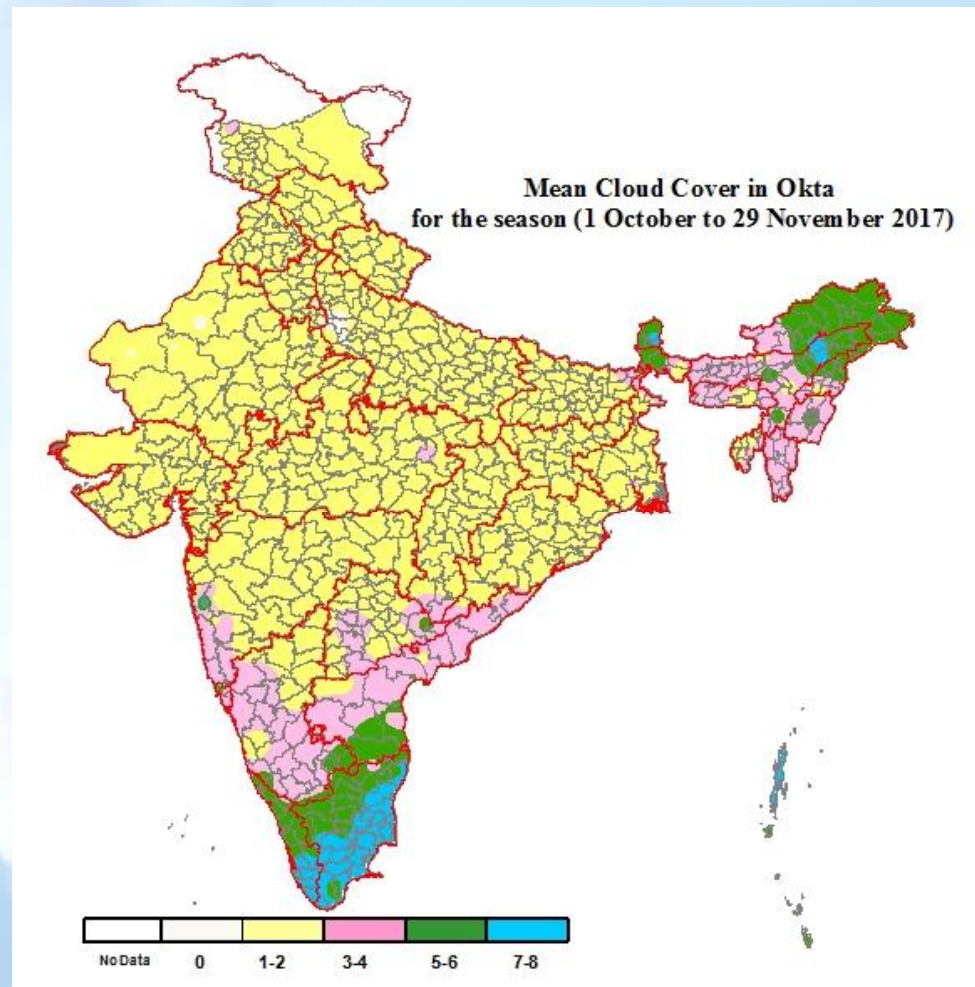 Mean Cloud Cover in Okta
for the season (1 October to 29 November 2017)
No Data 0 1-2 3-4 5-6 7-8